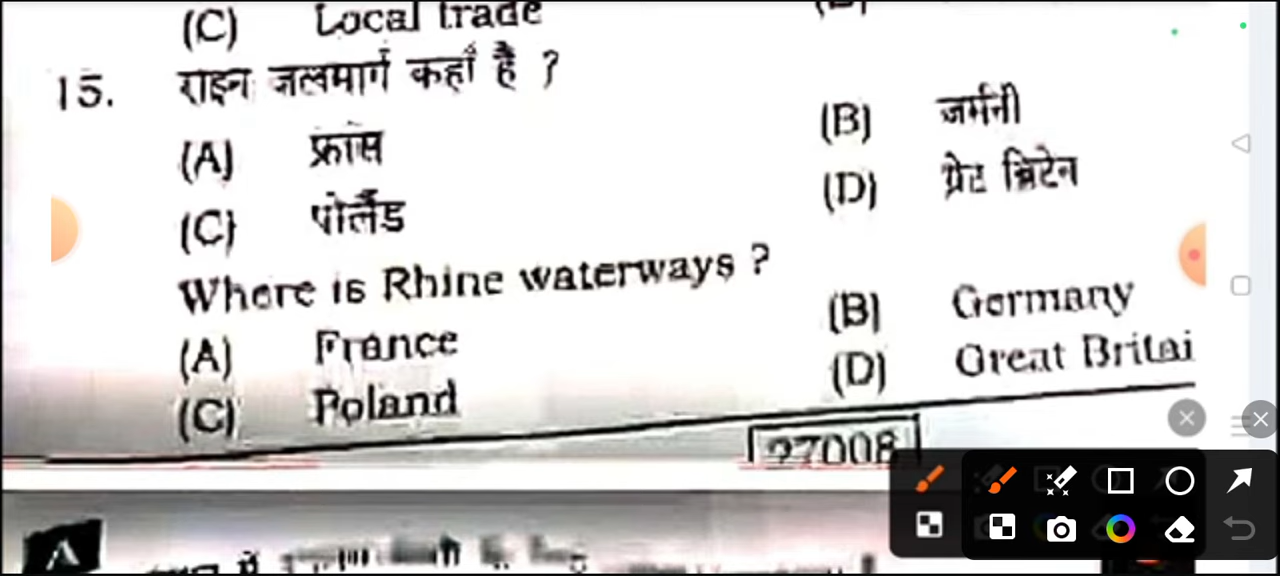 (C) Local trade
15. राइन जलमार्ग कहाँ है ?
(A) फ्रांस (B) जर्मनी
(C) पोलैंड (D) ग्रेट ब्रिटेन
Where is Rhine waterways ?
(A) France (B) Germany
(C) Poland (D) Great Britai
27008
A
में